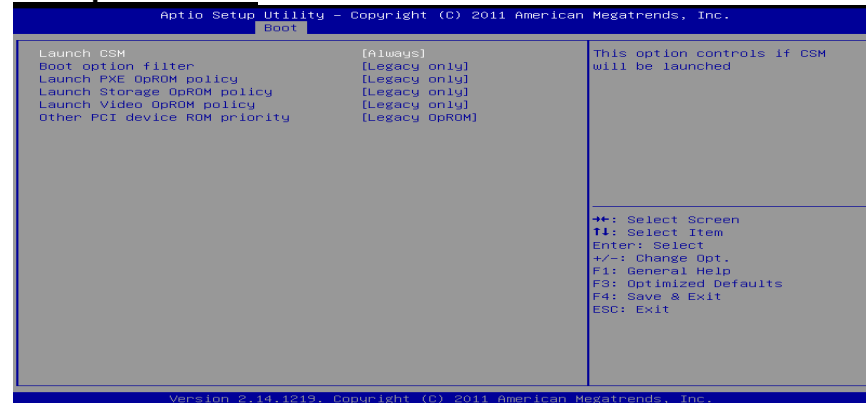 Aptio Setup Utility – Copyright (C) 2011 American Megatrends, Inc.
Boot
Launch CSM [Always]
Boot option filter [Legacy only]
Launch PXE OpROM policy [Legacy only]
Launch Storage OpROM policy [Legacy only]
Launch Video OpROM policy [Legacy only]
Other PCI device ROM priority [Legacy OpROM]
This option controls if CSM
will be launched
→←: Select Screen
↑↓: Select Item
Enter: Select
+/-: Change Opt.
F1: General Help
F3: Optimized Defaults
F4: Save & Exit
ESC: Exit
Version 2.14.1219. Copyright (C) 2011 American Megatrends, Inc.